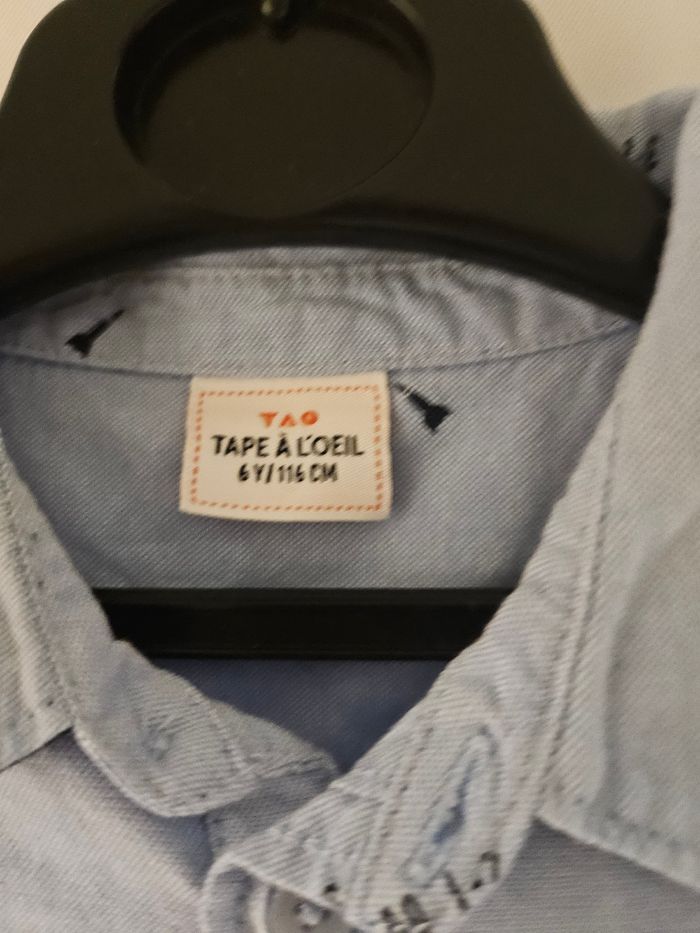 TAO
TAPE À L'OEIL
6Y/116 CM